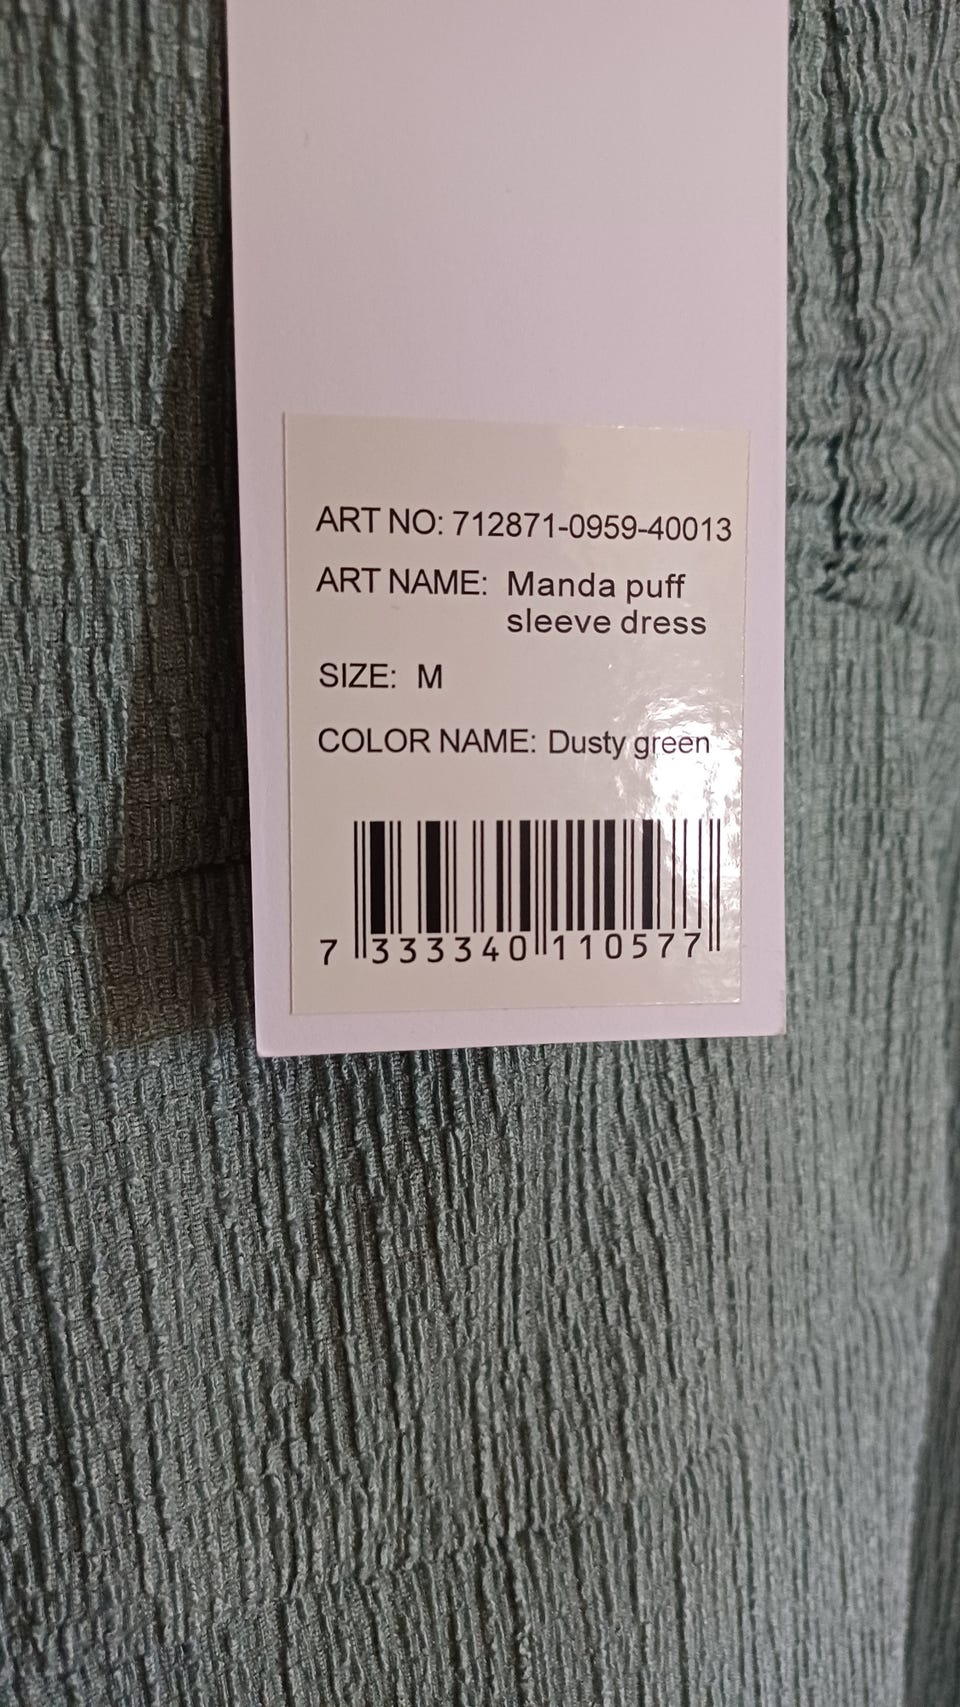 ART NO: 712871-0959-40013
ART NAME: Manda puff
sleeve dress
SIZE: M
COLOR NAME: Dusty green
7 333340 110577